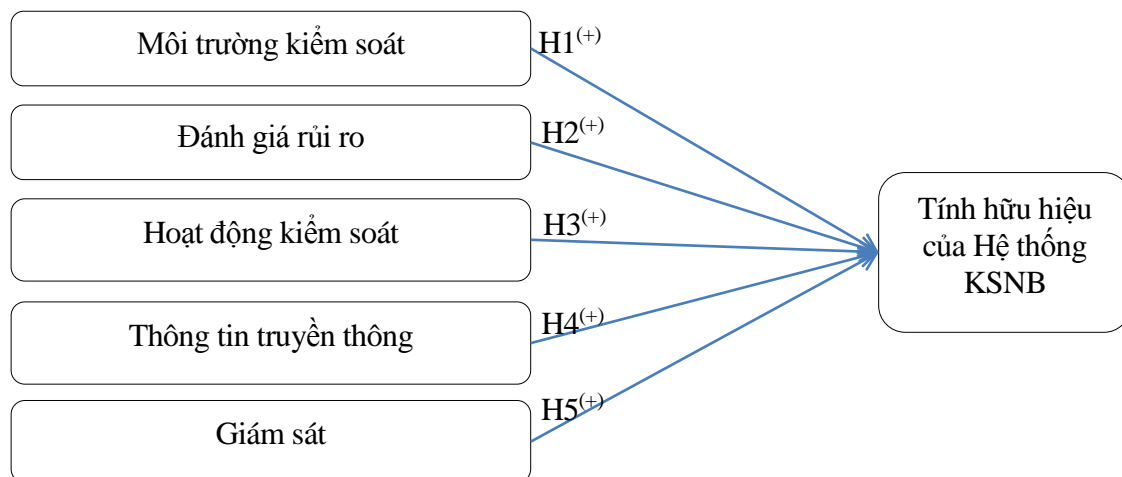 Môi trường kiểm soát
H1(+)
Đánh giá rủi ro
H2(+)
Hoạt động kiểm soát
H3(+)
Thông tin truyền thông
H4(+)
Giám sát
H5(+)
Tính hữu hiệu
của Hệ thống
KSNB